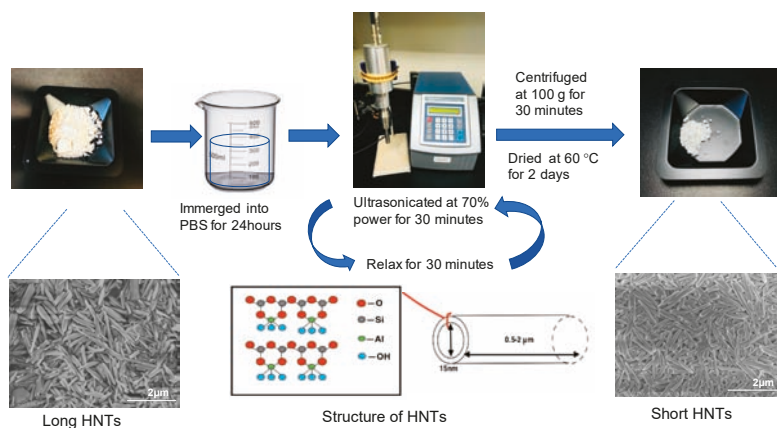 Centrifuged
at 100 g for
30 minutes
Dried at 60 °C
for 2 days
Immerged into
PBS for 24hours
Ultrasonicated at 70%
power for 30 minutes
Relax for 30 minutes
O
Si
Al
OH
0.5-2 µm
15nm
2µm
2µm
Long HNTs
Structure of HNTs
Short HNTs